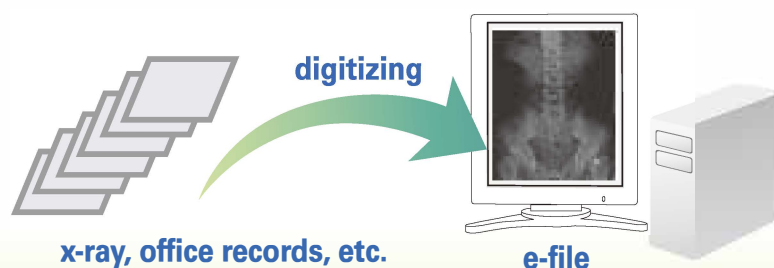 digitizing
x-ray, office records, etc.
e-file